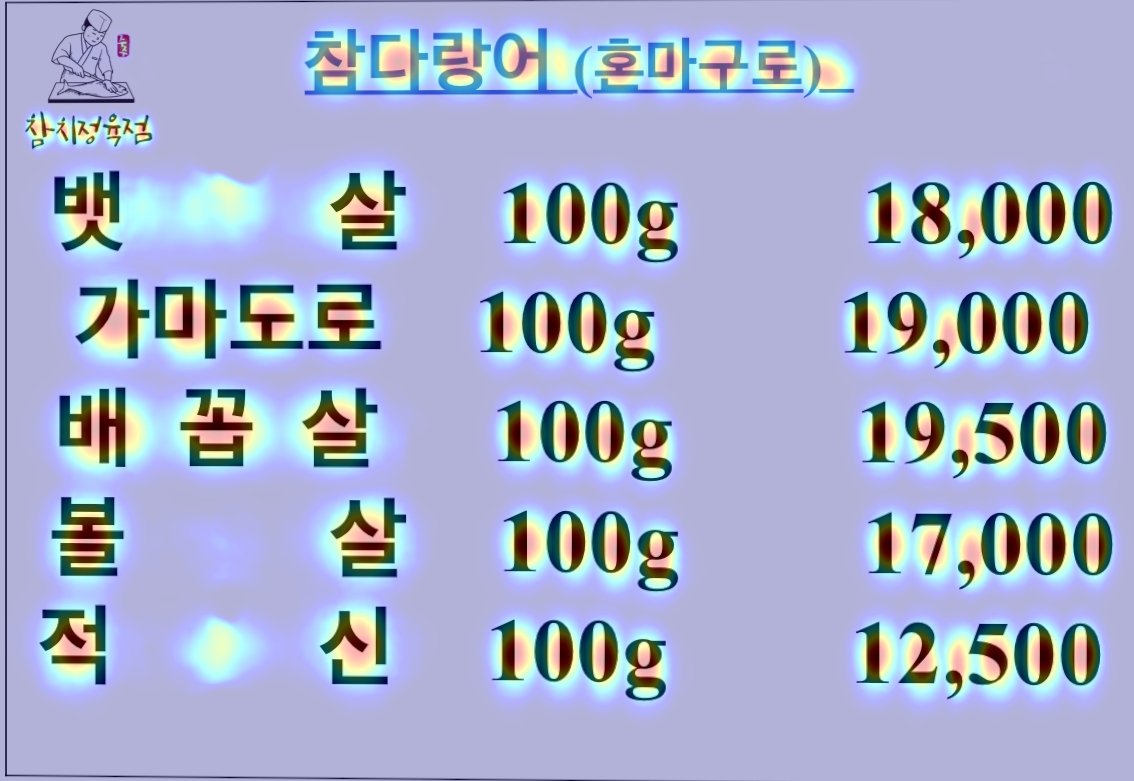 참다랑어 (혼마구로)
참치정육점
뱃 살 100g 18,000
가마도로 100g 19,000
배 꼽 살 100g 19,500
볼 살 100g 17,000
적 신 100g 12,500